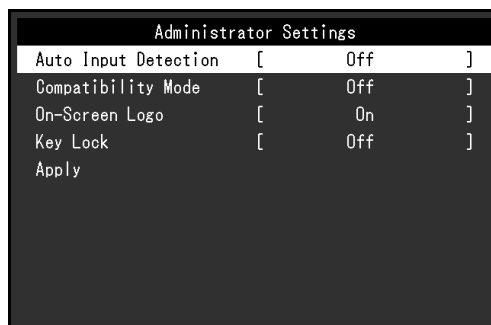 Administrator Settings
Auto Input Detection [ Off ]
Compatibility Mode [ Off ]
On-Screen Logo [ On ]
Key Lock [ Off ]
Apply